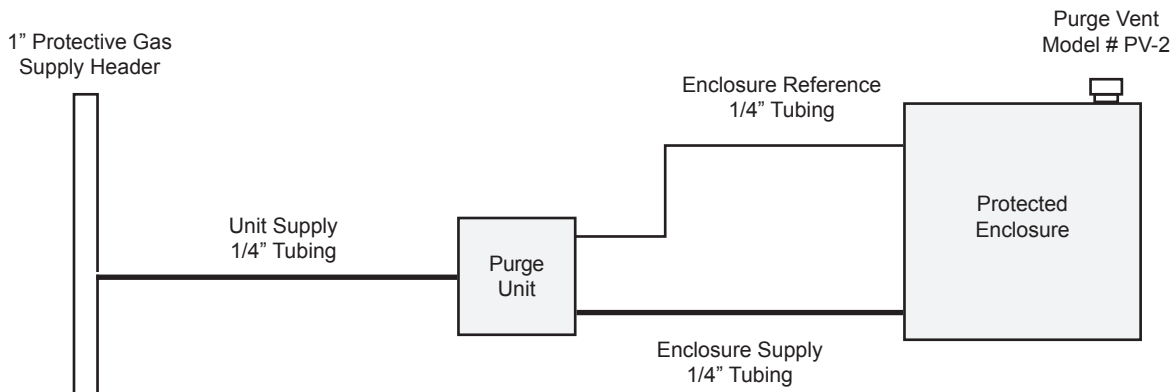 1” Protective Gas
Supply Header
Purge Vent
Model # PV-2
Enclosure Reference
1/4” Tubing
Unit Supply
1/4” Tubing
Purge
Unit
Protected
Enclosure
Enclosure Supply
1/4” Tubing